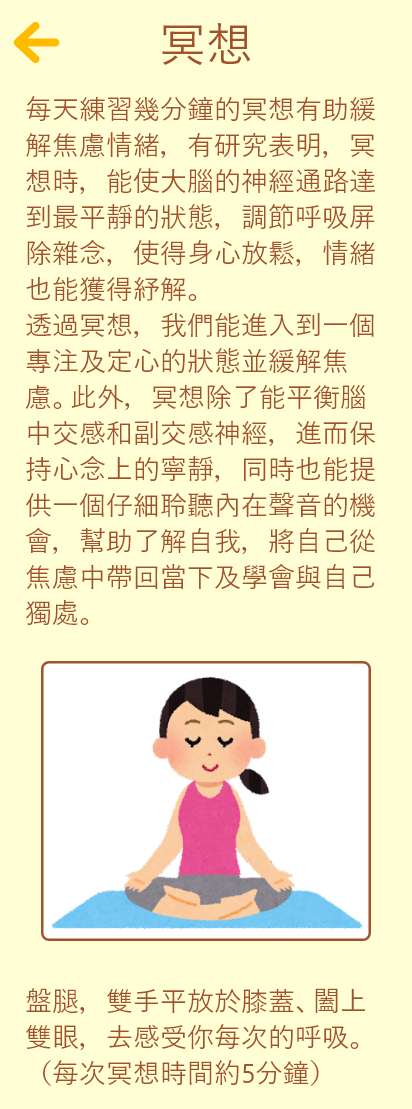 冥想
每天練習幾分鐘的冥想有助緩
解焦慮情緒，有研究表明，冥
想時，能使大腦的神經通路達
到最平靜的狀態，調節呼吸屏
除雜念，使得身心放鬆，情緒
也能獲得紓解。
透過冥想，我們能進入到一個
專注及定心的狀態並緩解焦
慮。此外，冥想除了能平衡腦
中交感和副交感神經，進而保
持心念上的寧靜，同時也能提
供一個仔細聆聽內在聲音的機
會，幫助了解自我，將自己從
焦慮中帶回當下及學會與自己
獨處。
盤腿，雙手平放於膝蓋、闔上
雙眼，去感受你每次的呼吸。
（每次冥想時間約5分鐘）